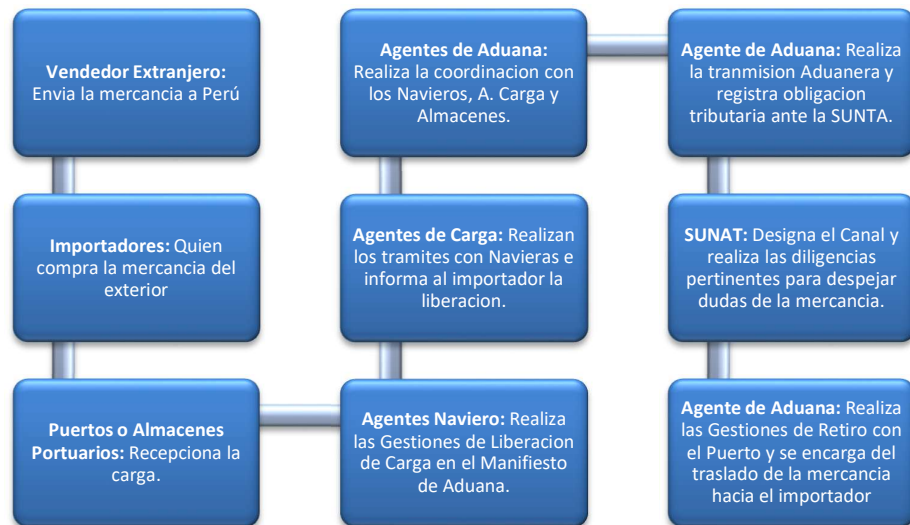 Vendedor Extranjero:
Envia la mercancia a Perú
Importadores: Quien
compra la mercancia del
exterior
Puertos o Almacenes
Portuarios: Recepciona la
carga.
Agentes Naviero: Realiza
las Gestiones de Liberacion
de Carga en el Manifiesto
de Aduana.
Agentes de Carga: Realizan
los tramites con Navieras e
informa al importador la
liberacion.
Agentes de Aduana:
Realiza la coordinacion con
los Navieros, A. Carga y
Almacenes.
Agente de Aduana: Realiza
la tranmision Aduanera y
registra obligacion
tributaria ante la SUNTA.
SUNAT: Designa el Canal y
realiza las diligencias
pertinentes para despejar
dudas de la mercancia.
Agente de Aduana: Realiza
las Gestiones de Retiro con
el Puerto y se encarga del
traslado de la mercancia
hacia el importador